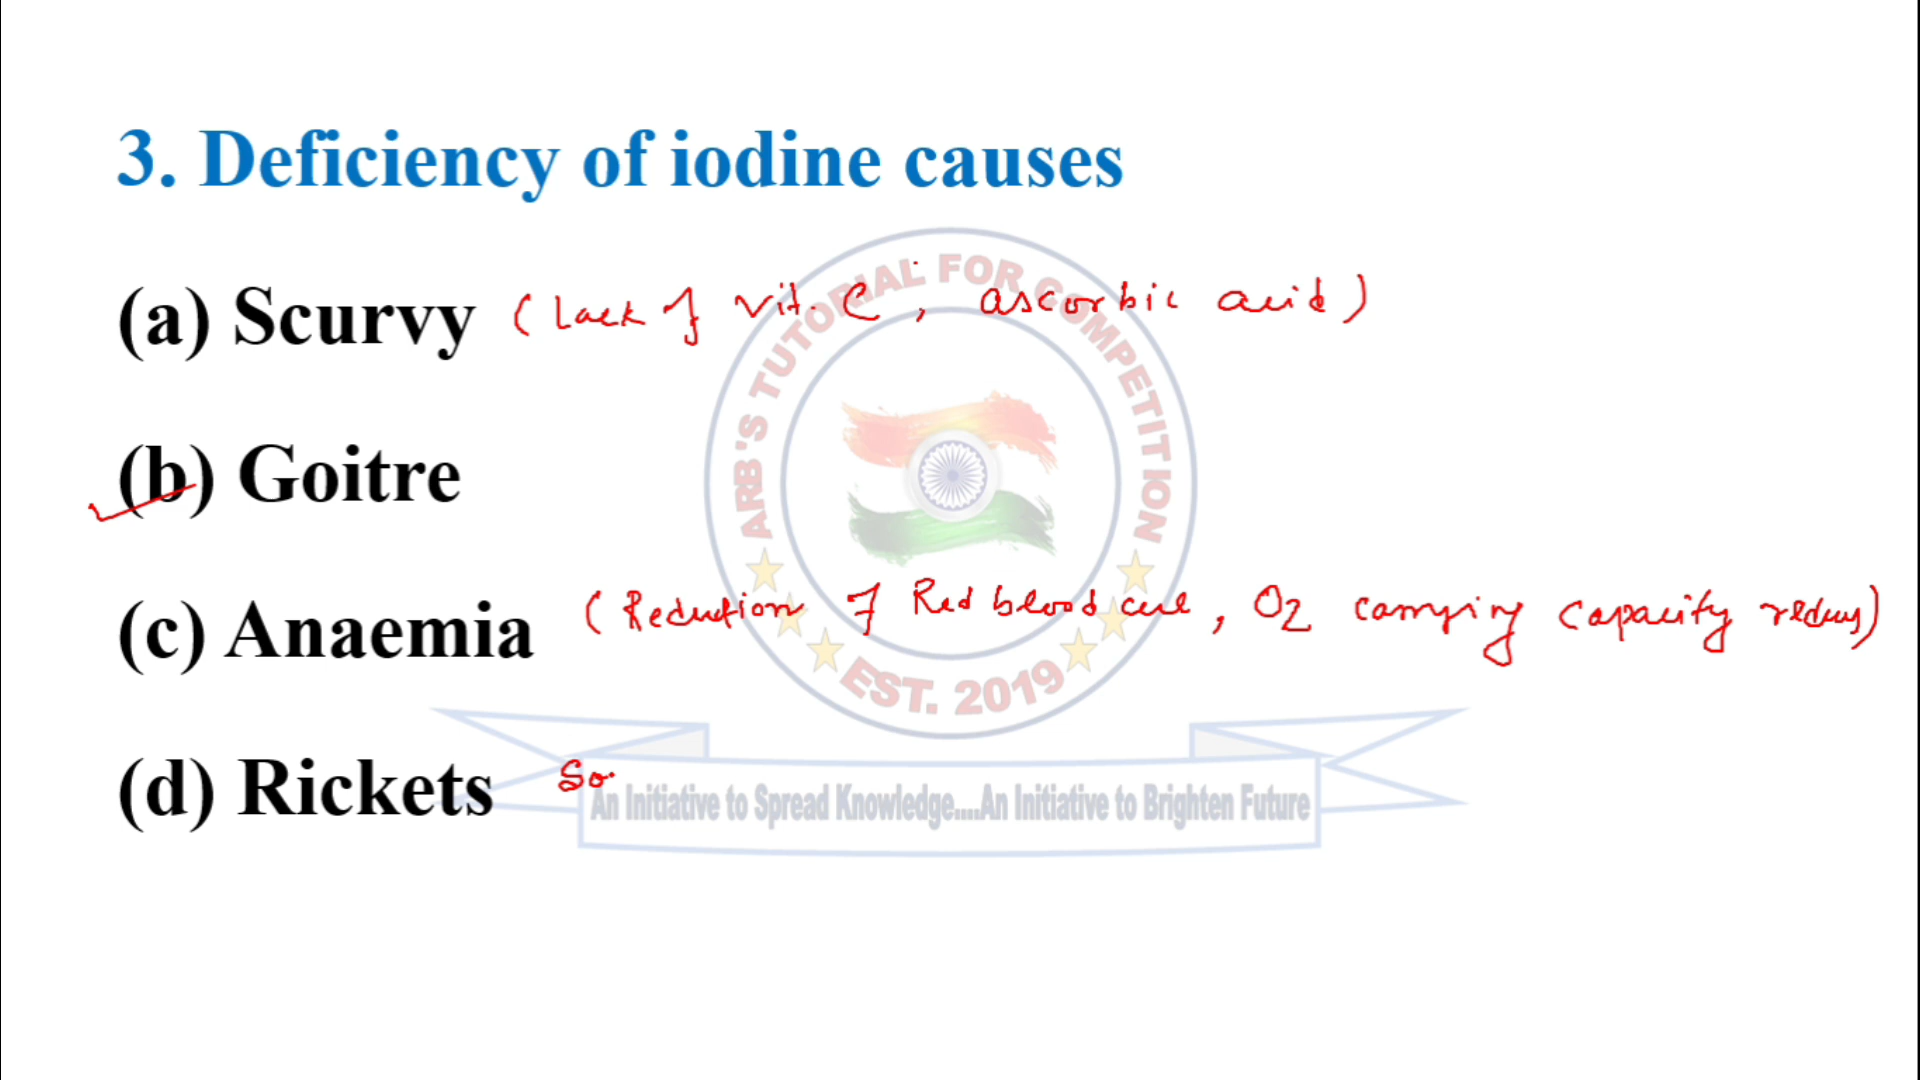 3. Deficiency of iodine causes
(a) Scurvy (Lack of vit. C, ascorbic acid)
(b) Goitre
(c) Anaemia (Reduction of Red blood cell, O2 carrying capacity reduces)
(d) Rickets So
ARB'S TUTORIAL FOR COMPETITION
EST. 2019
An Initiative to Spread Knowledge....An Initiative to Brighten Future